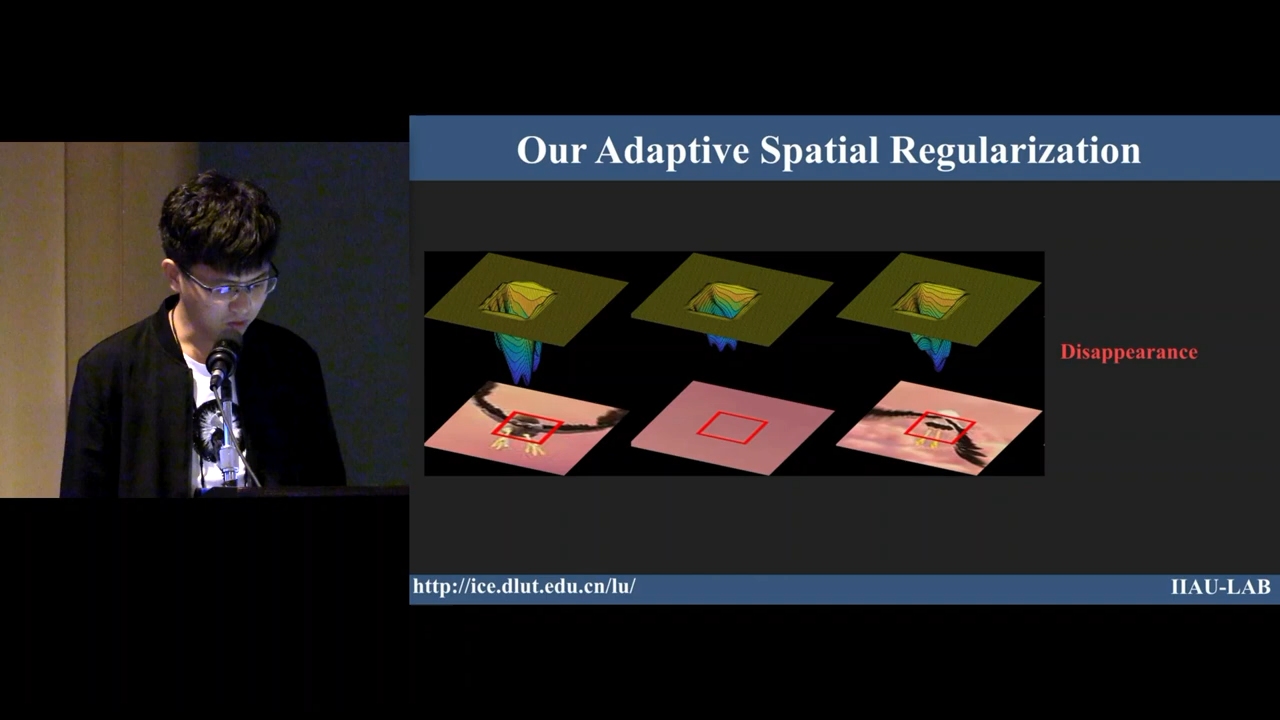 Our Adaptive Spatial Regularization
Disappearance
http://ice.dlut.edu.cn/lu/
IIAU-LAB